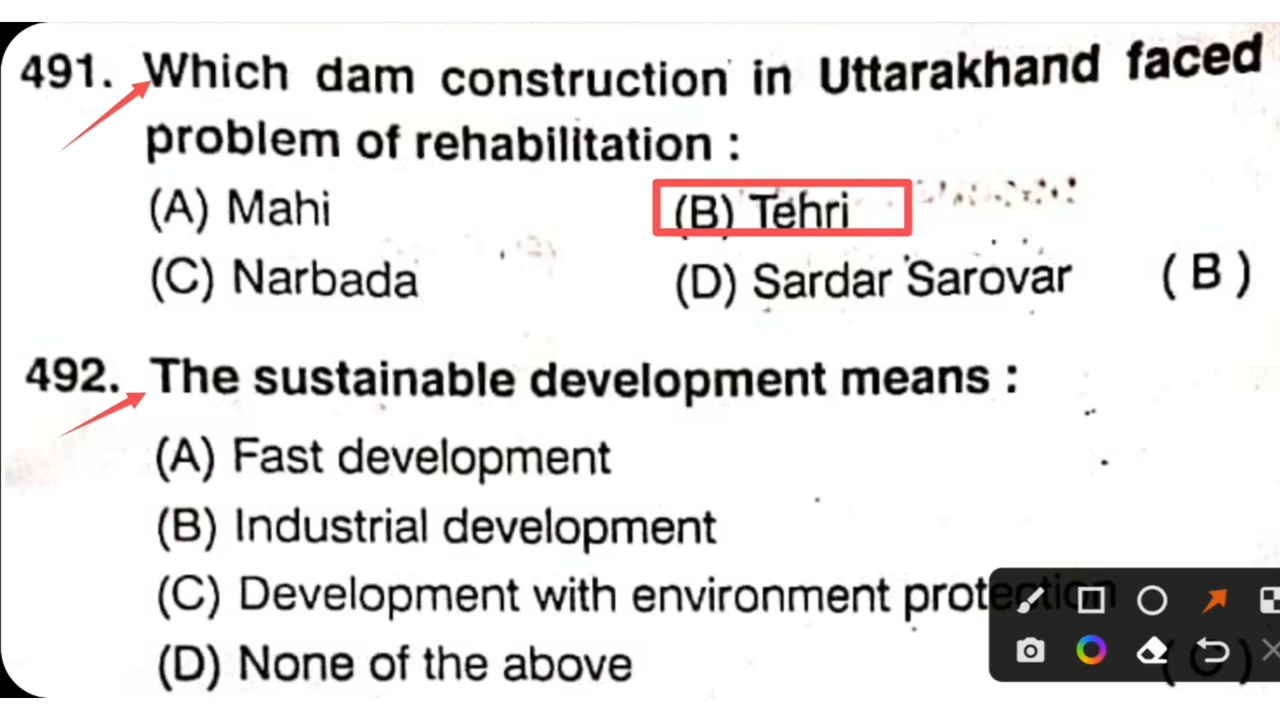 491. Which dam construction in Uttarakhand faced
problem of rehabilitation :
(A) Mahi (B) Tehri
(C) Narbada (D) Sardar Sarovar ( B )
492. The sustainable development means :
(A) Fast development
(B) Industrial development
(C) Development with environment protection
(D) None of the above ( C )